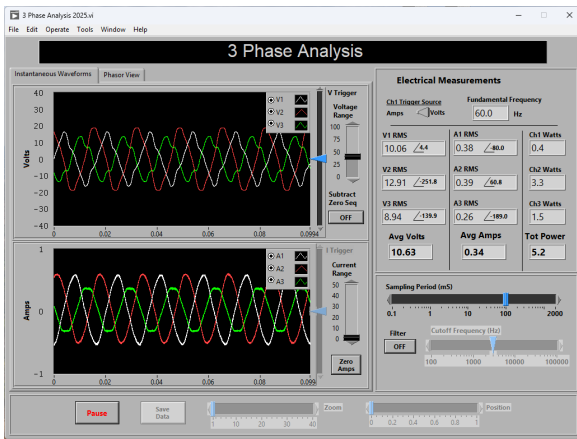 3 Phase Analysis 2025.vi
File Edit Operate Tools Window Help
3 Phase Analysis
Instantaneous Waveforms Phasor View
Volts
40
30
20
10
0
-10
-20
-30
-40
0 0.02 0.04 0.06 0.08 0.0994
V1
V2
V3
V Trigger
Voltage
Range
100
75
50
25
0
Subtract
Zero Seq
OFF
Amps
1
0
-1
0 0.02 0.04 0.06 0.08 0.099
A1
A2
A3
I Trigger
Current
Range
50
40
30
20
10
0
Zero
Amps
Electrical Measurements
Ch1 Trigger Source
Amps Volts
Fundamental Frequency
60.0 Hz
V1 RMS A1 RMS Ch1 Watts
10.06 4.4 0.38 -80.0 0.4
V2 RMS A2 RMS Ch2 Watts
12.91 -251.8 0.39 60.8 3.3
V3 RMS A3 RMS Ch3 Watts
8.94 -139.9 0.26 -189.0 1.5
Avg Volts Avg Amps Tot Power
10.63 0.34 5.2
Sampling Period (mS)
0.1 1 10 100 2000
Filter
OFF
Cutoff Frequency (Hz)
100 1000 10000 100000
Pause
Save
Data
Zoom
1 10 20 30 40
Position
0 0.2 0.4 0.6 0.8 1